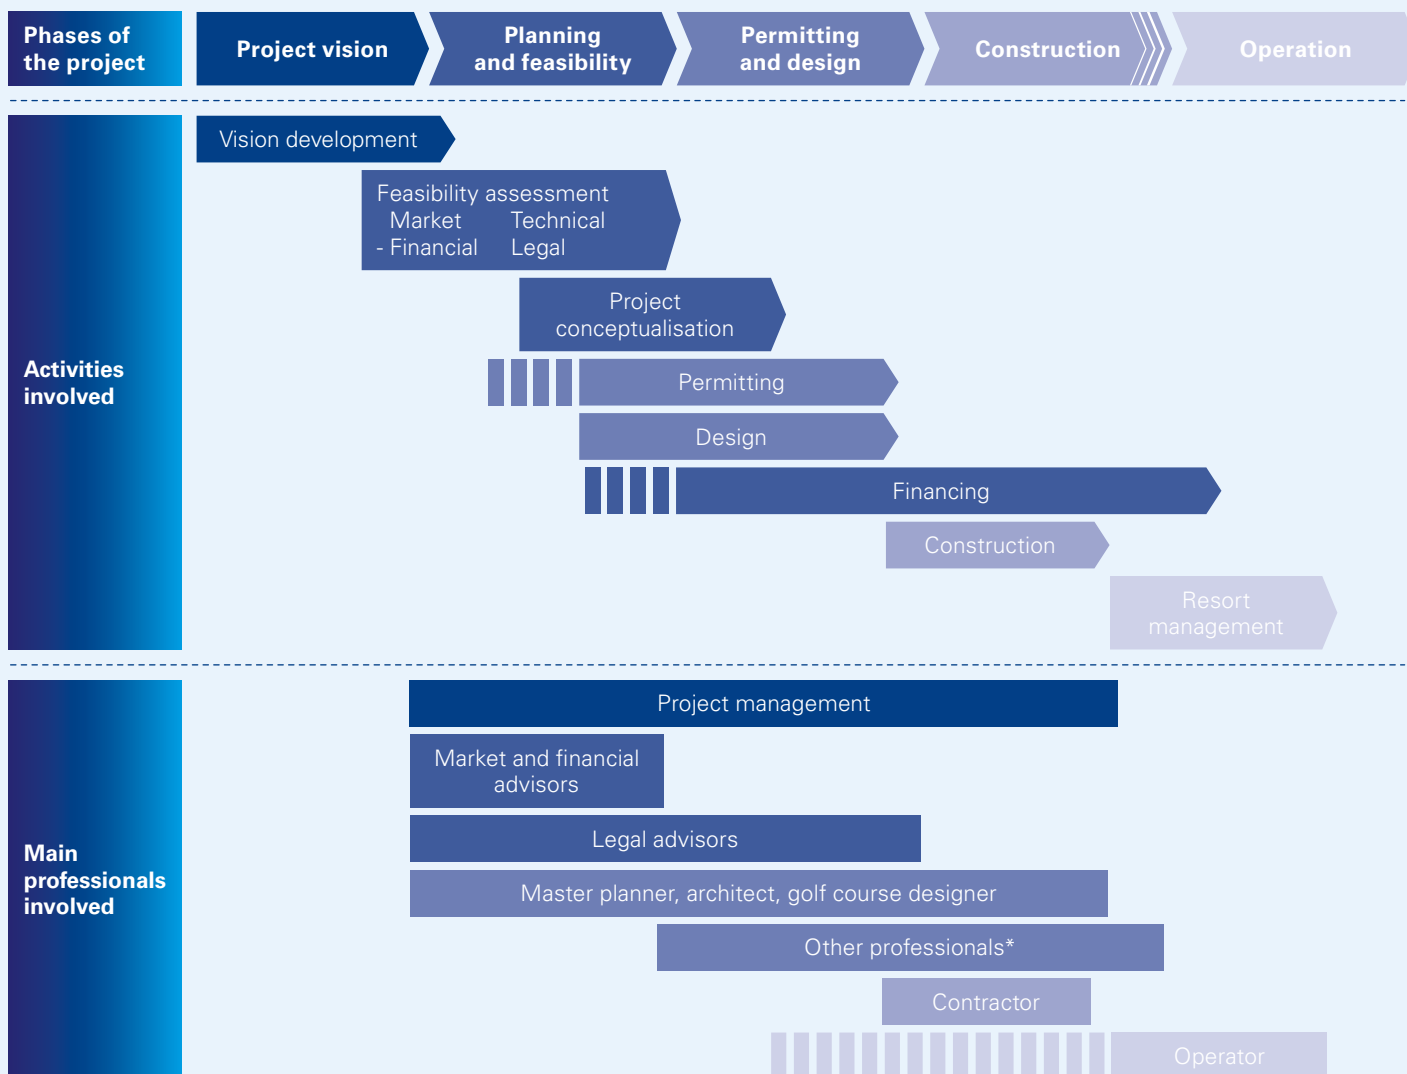 Phases of
the project
Project vision
Planning
and feasibility
Permitting
and design
Construction
Operation
Activities
involved
Vision development
Feasibility assessment
Market Technical
- Financial Legal
Project
conceptualisation
Permitting
Design
Financing
Construction
Resort
management
Main
professionals
involved
Project management
Market and financial
advisors
Legal advisors
Master planner, architect, golf course designer
Other professionals*
Contractor
Operator